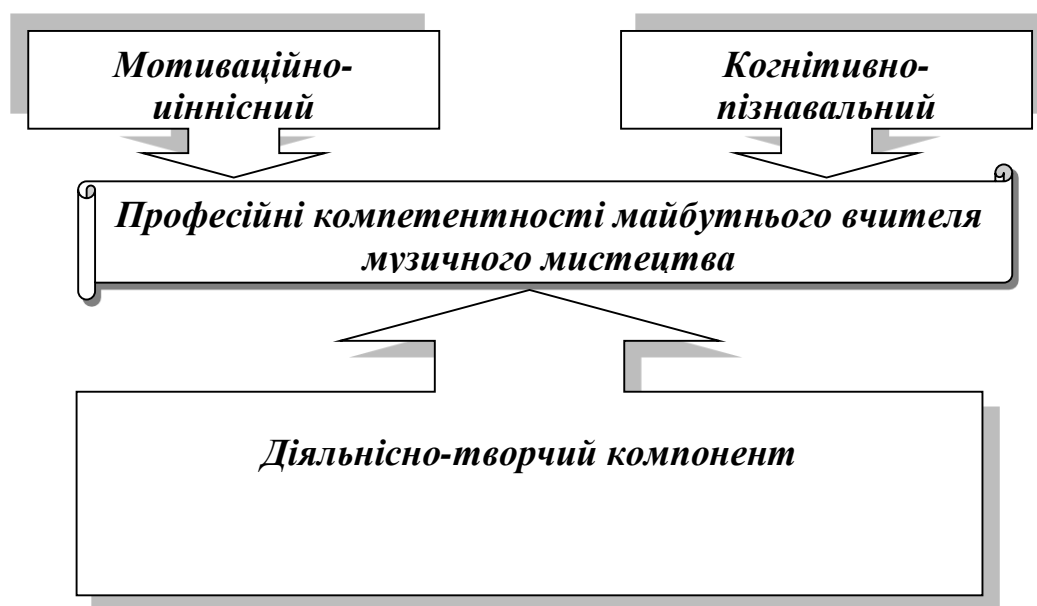 Мотиваційно-
ціннісний
Когнітивно-
пізнавальний
Професійні компетентності майбутнього вчителя
музичного мистецтва
Діяльнісно-творчий компонент